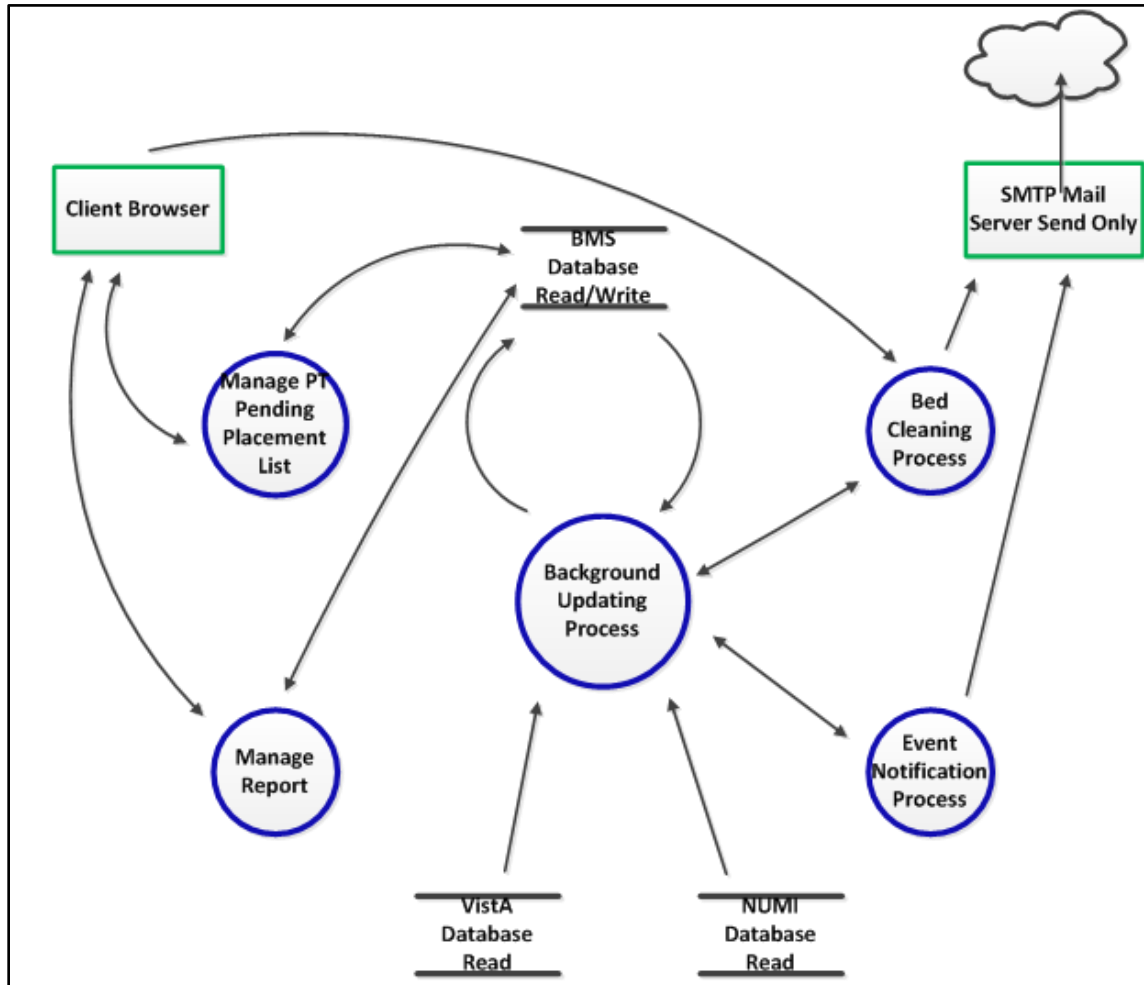 Client Browser
SMTP Mail
Server Send Only
BMS
Database
Read/Write
Manage PT
Pending
Placement
List
Bed
Cleaning
Process
Background
Updating
Process
Manage
Report
Event
Notification
Process
VistA
Database
Read
NUMI
Database
Read